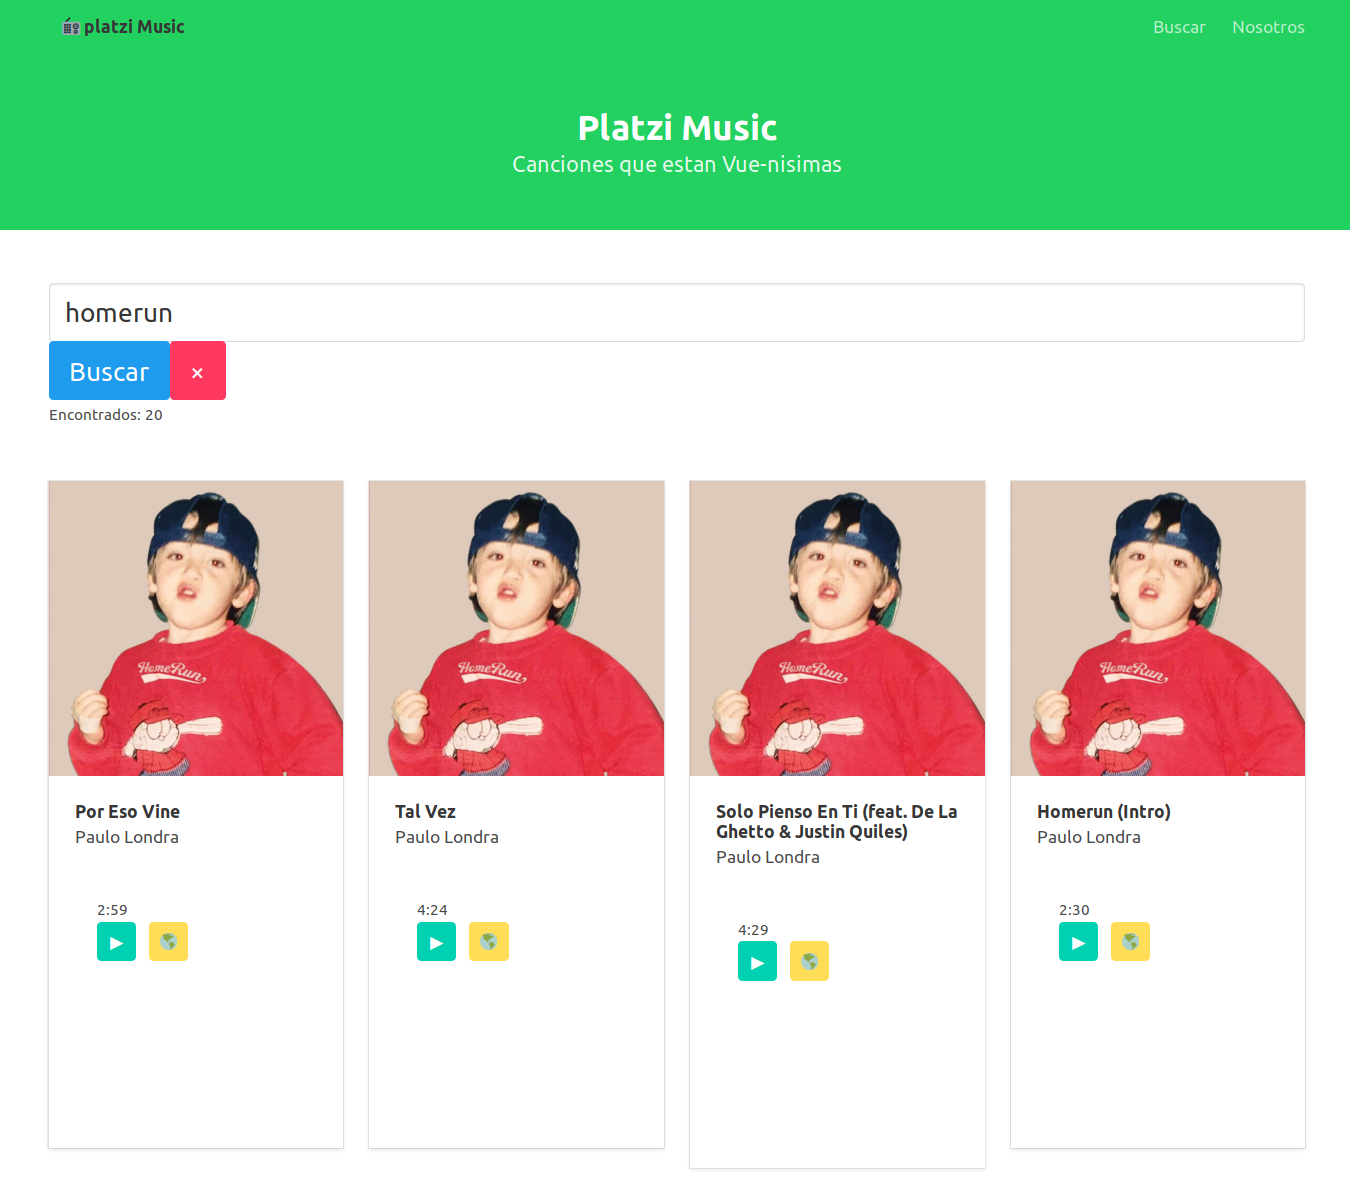 platzi Music
Buscar
Nosotros
Platzi Music
Canciones que estan Vue-nisimas
homerun
Buscar
×
Encontrados: 20
HomeRun
HomeRun
HomeRun
HomeRun
Por Eso Vine
Paulo Londra
2:59
Tal Vez
Paulo Londra
4:24
Solo Pienso En Ti (feat. De La
Ghetto & Justin Quiles)
Paulo Londra
4:29
Homerun (Intro)
Paulo Londra
2:30